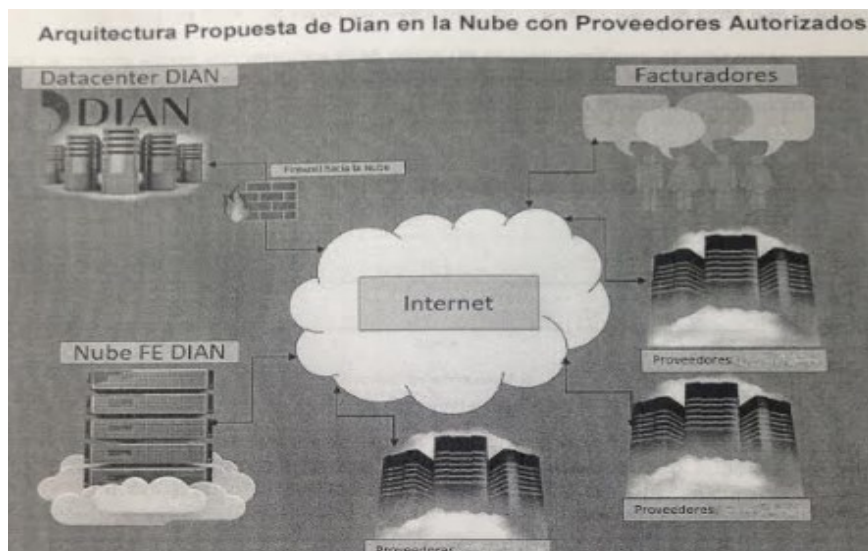 Arquitectura Propuesta de Dian en la Nube con Proveedores Autorizados
Datacenter DIAN
DIAN
Firewall hacia la Nube
Facturadores
Internet
Nube FE DIAN
Proveedores
Proveedores
Proveedores